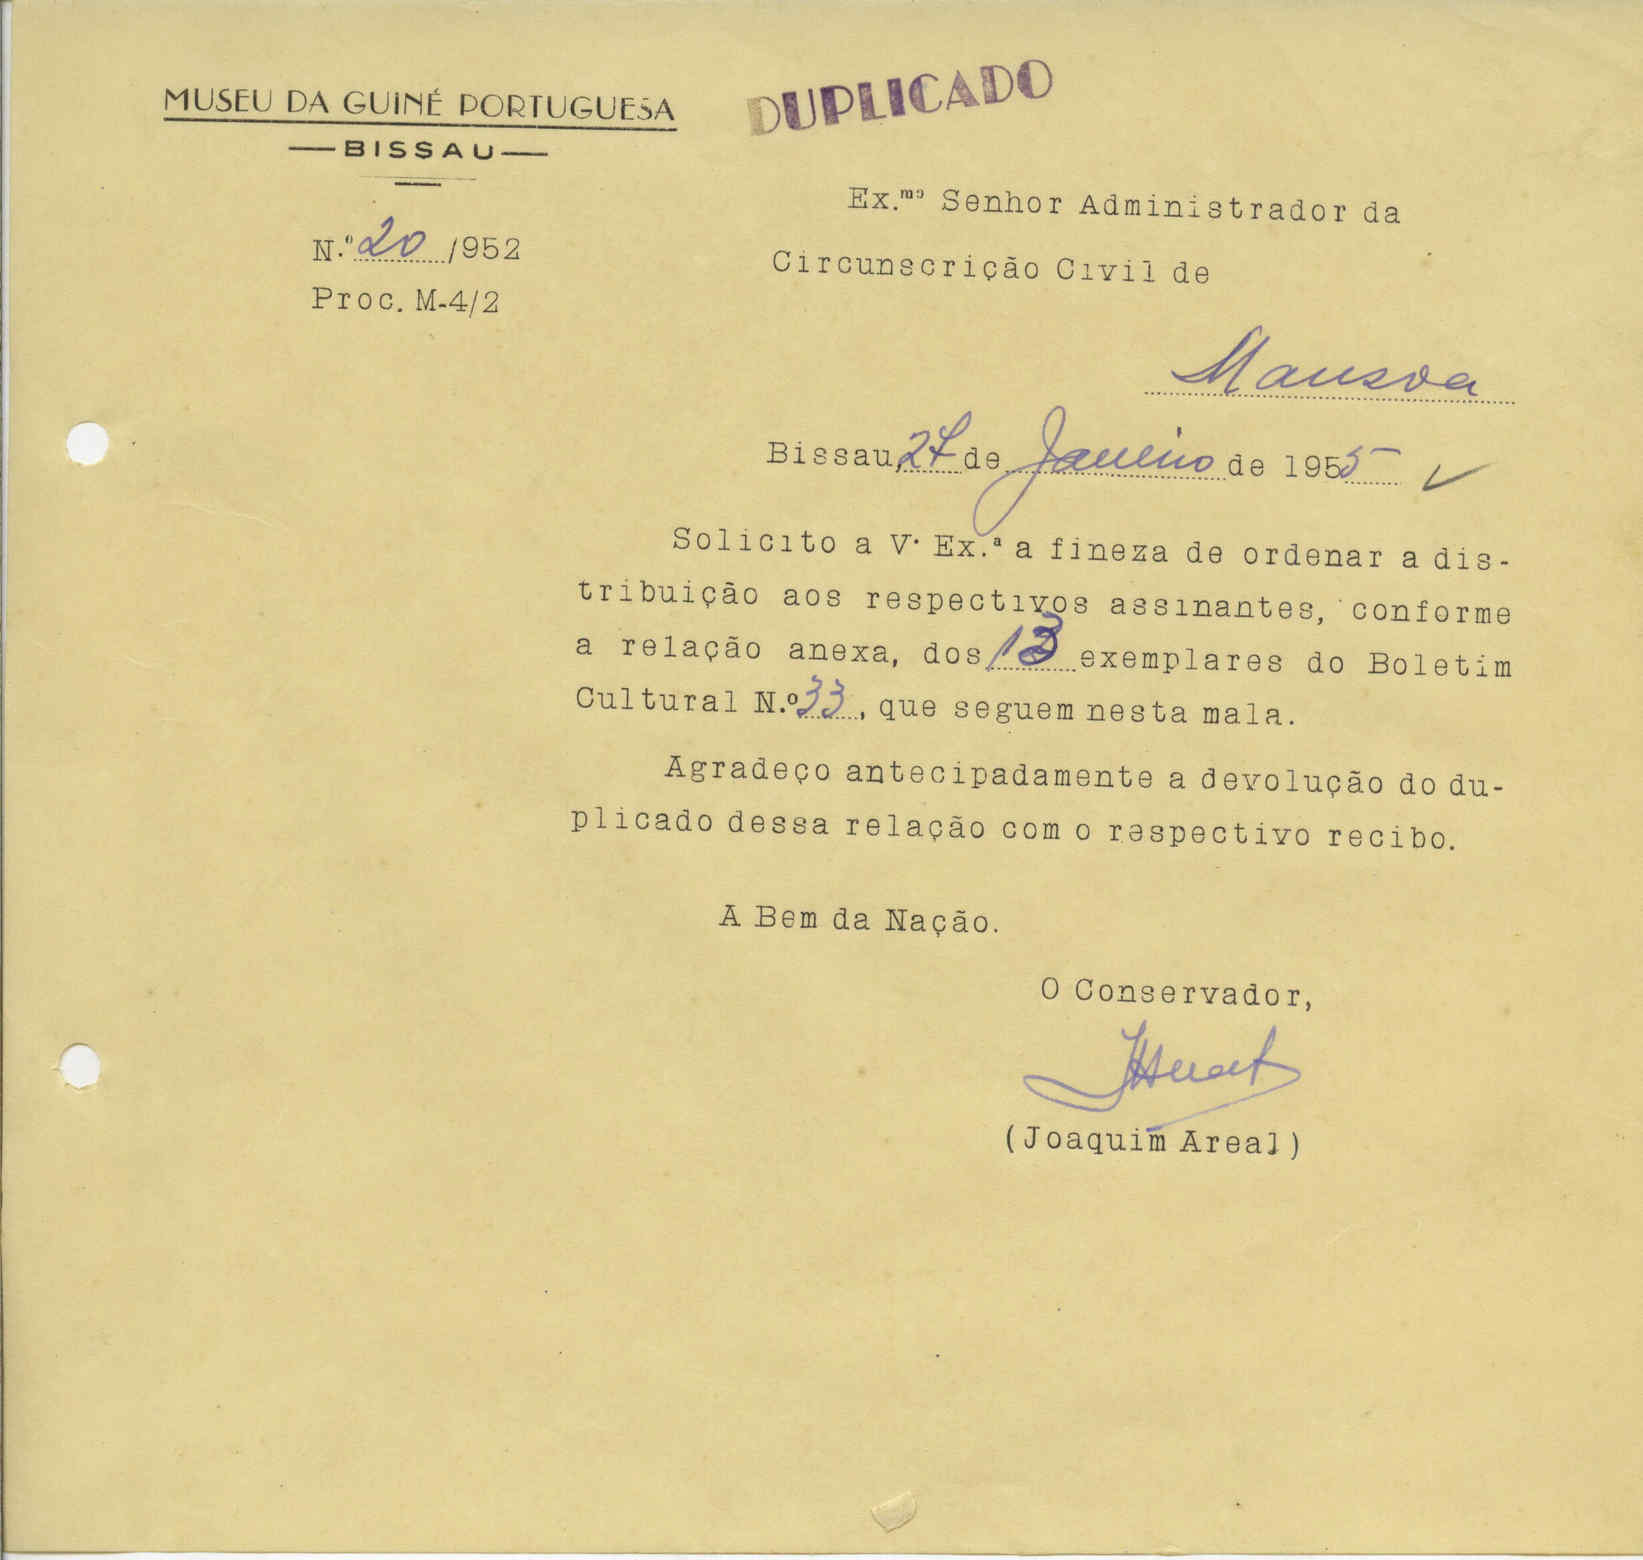 MUSEU DA GUINÉ PORTUGUESA
BISSAU
DUPLICADO
N.º 20 /952
Proc. M-4/2
Ex.mo Senhor Administrador da
Circunscrição Civil de
Mansoa
Bissau, 27 de Janeiro de 1955
Solicito a V. Ex.ª a fineza de ordenar a dis-
tribuição aos respectivos assinantes, conforme
a relação anexa, dos 13 exemplares do Boletim
Cultural N.º 33, que seguem nesta mala.
Agradeço antecipadamente a devolução do du-
plicado dessa relação com o respectivo recibo.
A Bem da Nação.
O Conservador,
(Joaquim Areal)